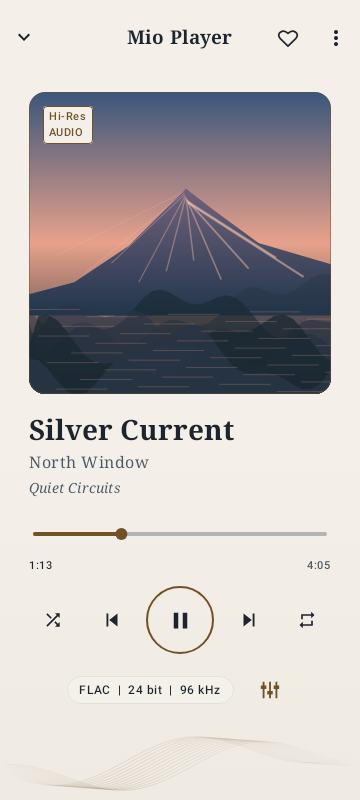 Mio Player
Hi-Res
AUDIO
Silver Current
North Window
Quiet Circuits
1:13
4:05
FLAC | 24 bit | 96 kHz